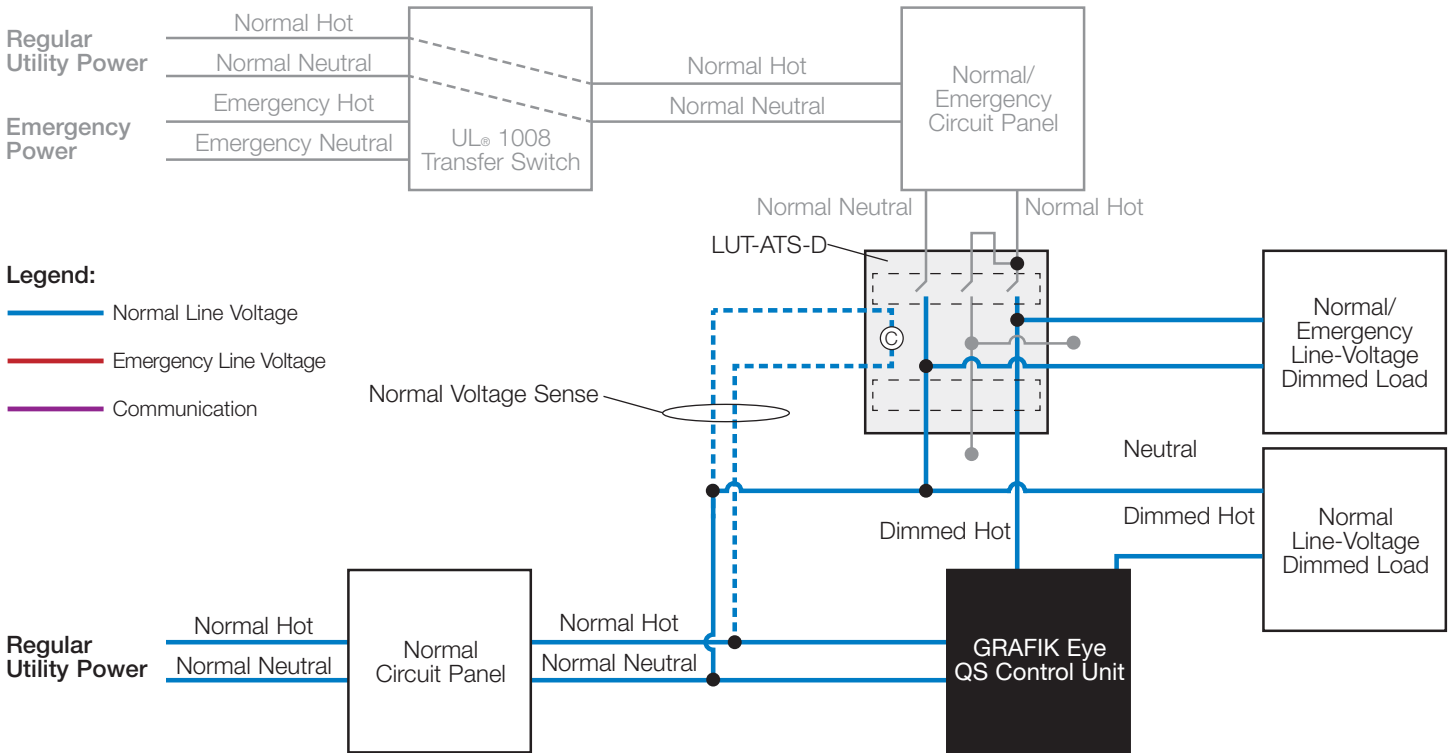 Regular
Utility Power
Normal Hot
Normal Neutral
Emergency
Power
Emergency Hot
Emergency Neutral
UL® 1008
Transfer Switch
Normal Hot
Normal Neutral
Normal/
Emergency
Circuit Panel
Normal Neutral
Normal Hot
LUT-ATS-D
Legend:
Normal Line Voltage
Emergency Line Voltage
Communication
C
Normal Voltage Sense
Normal/
Emergency
Line-Voltage
Dimmed Load
Neutral
Dimmed Hot
Dimmed Hot
Normal
Line-Voltage
Dimmed Load
Regular
Utility Power
Normal Hot
Normal Neutral
Normal
Circuit Panel
Normal Hot
Normal Neutral
GRAFIK Eye
QS Control Unit